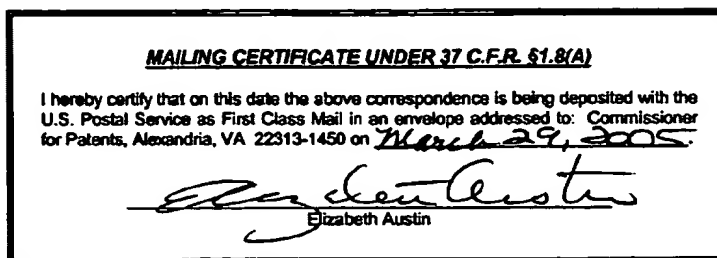 MAILING CERTIFICATE UNDER 37 C.F.R. §1.8(A)
I hereby certify that on this date the above correspondence is being deposited with the
U.S. Postal Service as First Class Mail in an envelope addressed to: Commissioner
for Patents, Alexandria, VA 22313-1450 on March 29, 2005.
Elizabeth Austin
Elizabeth Austin